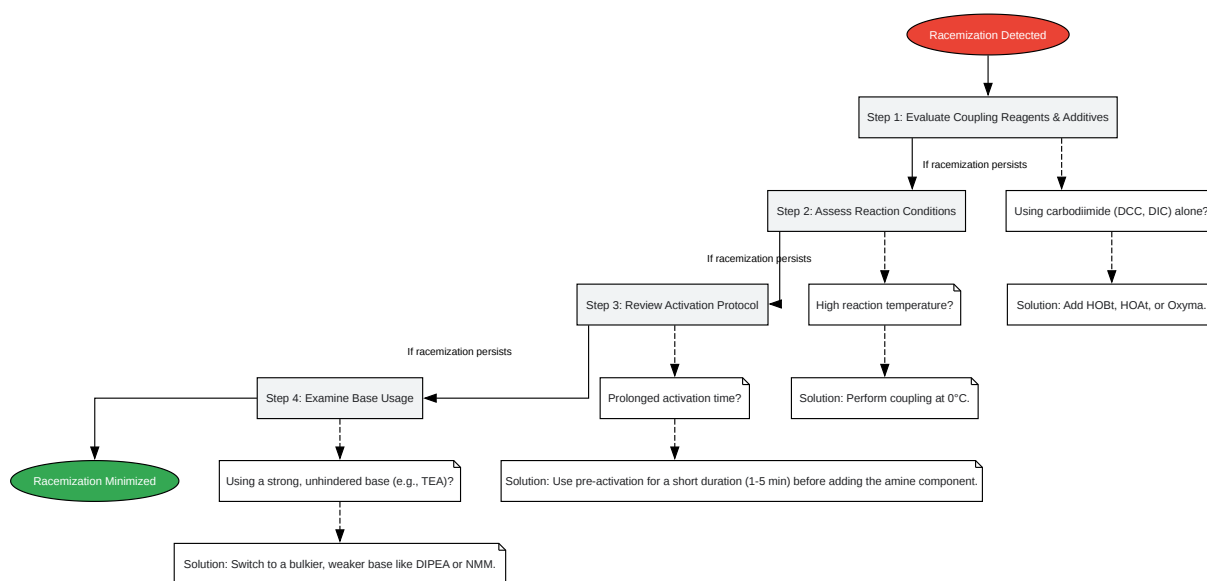 Racemization Detected
Step 1: Evaluate Coupling Reagents & Additives
If racemization persists
Step 2: Assess Reaction Conditions
Using carbodiimide (DCC, DIC) alone?
If racemization persists
Step 3: Review Activation Protocol
High reaction temperature?
Solution: Add HOBt, HOAt, or Oxyma.
If racemization persists
Step 4: Examine Base Usage
Prolonged activation time?
Solution: Perform coupling at 0°C.
Racemization Minimized
Using a strong, unhindered base (e.g., TEA)?
Solution: Use pre-activation for a short duration (1-5 min) before adding the amine component.
Solution: Switch to a bulkier, weaker base like DIPEA or NMM.